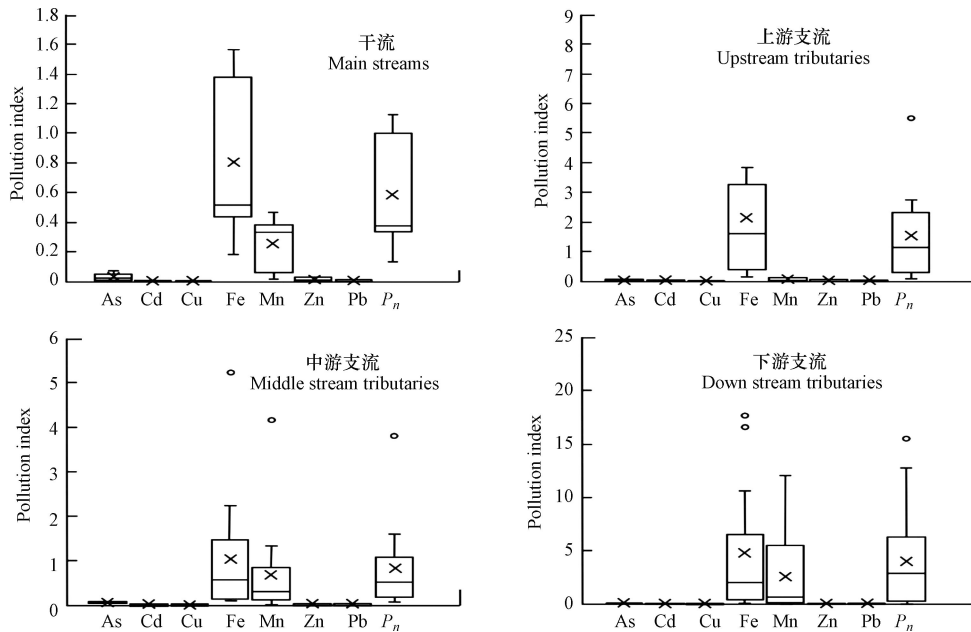 干流
Main streams
Pollution index
1.8
1.6
1.4
1.2
1.0
0.8
0.6
0.4
0.2
0
As Cd Cu Fe Mn Zn Pb Pn
上游支流
Upstream tributaries
Pollution index
9
8
7
6
5
4
3
2
1
0
As Cd Cu Fe Mn Zn Pb Pn
中游支流
Middle stream tributaries
Pollution index
6
5
4
3
2
1
0
As Cd Cu Fe Mn Zn Pb Pn
下游支流
Down stream tributaries
Pollution index
25
20
15
10
5
0
As Cd Cu Fe Mn Zn Pb Pn